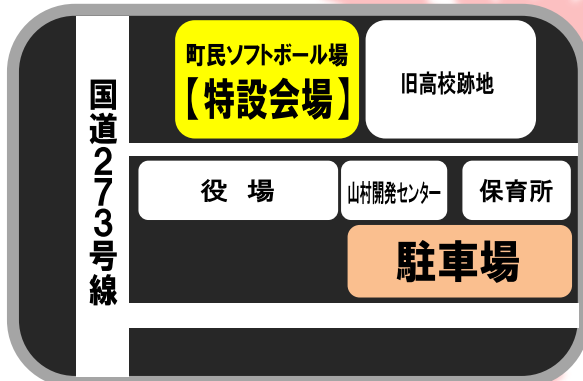 国道273号線
町民ソフトボール場
【特設会場】
旧高校跡地
役場
山村開発センター
保育所
駐車場